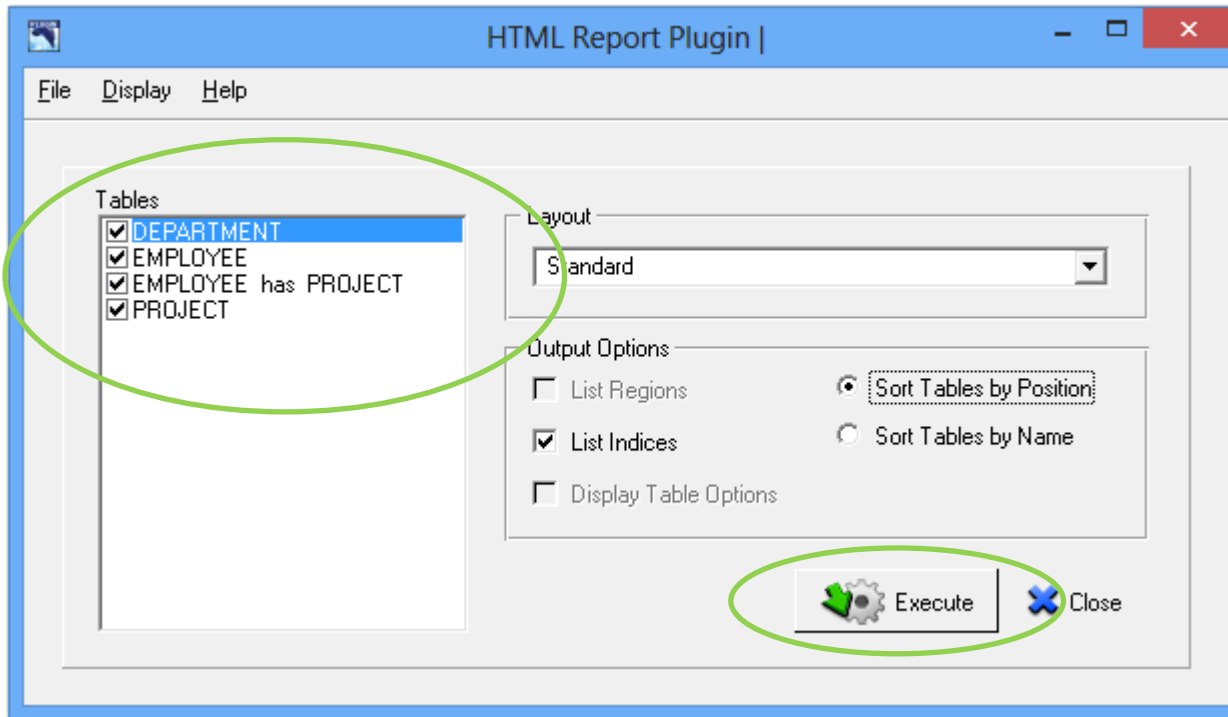 HTML Report Plugin |
File Display Help
Tables
DEPARTMENT
EMPLOYEE
EMPLOYEE has PROJECT
PROJECT
Layout
Standard
Output Options
List Regions
Sort Tables by Position
List Indices
Sort Tables by Name
Display Table Options
Execute
Close